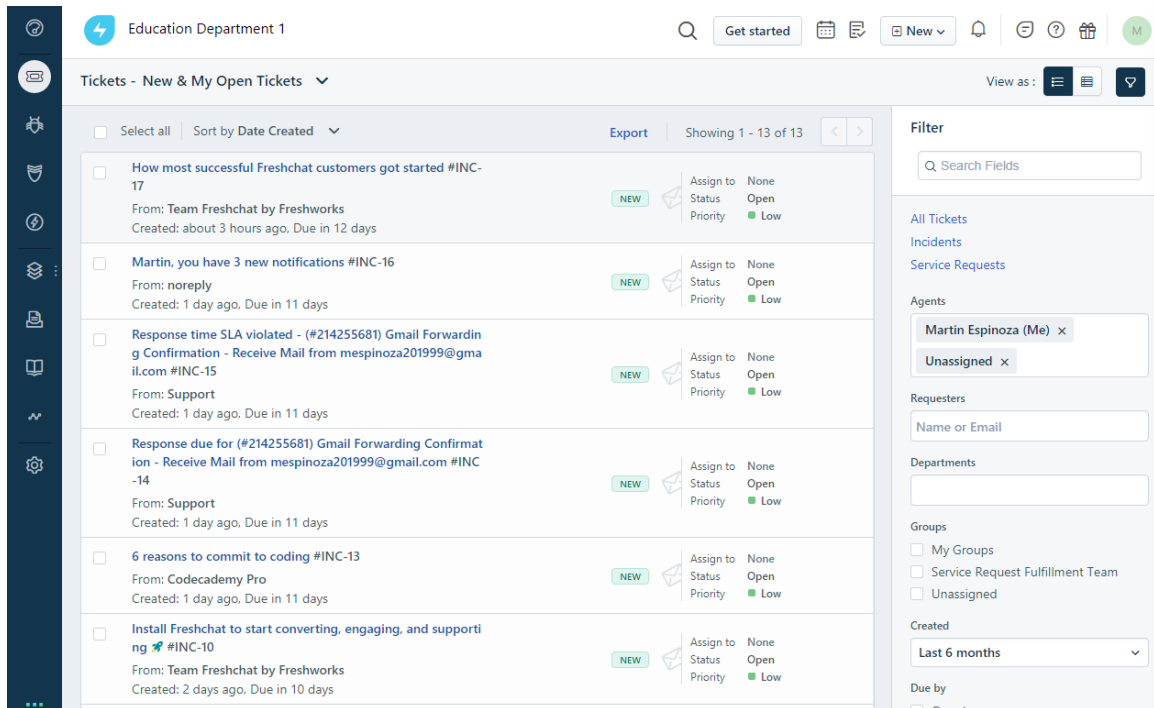 Education Department 1
Get started
New
M
Tickets - New & My Open Tickets
View as :
Select all
Sort by Date Created
Export
Showing 1 - 13 of 13
How most successful Freshchat customers got started #INC-
17
From: Team Freshchat by Freshworks
Created: about 3 hours ago, Due in 12 days
NEW
Assign to None
Status Open
Priority Low
Martin, you have 3 new notifications #INC-16
From: noreply
Created: 1 day ago, Due in 11 days
NEW
Assign to None
Status Open
Priority Low
Response time SLA violated - (#214255681) Gmail Forwardin
g Confirmation - Receive Mail from mespinoza201999@gma
il.com #INC-15
From: Support
Created: 1 day ago, Due in 11 days
NEW
Assign to None
Status Open
Priority Low
Response due for (#214255681) Gmail Forwarding Confirmat
ion - Receive Mail from mespinoza201999@gmail.com #INC
-14
From: Support
Created: 1 day ago, Due in 11 days
NEW
Assign to None
Status Open
Priority Low
6 reasons to commit to coding #INC-13
From: Codecademy Pro
Created: 1 day ago, Due in 11 days
NEW
Assign to None
Status Open
Priority Low
Install Freshchat to start converting, engaging, and supporti
ng 🚀 #INC-10
From: Team Freshchat by Freshworks
Created: 2 days ago, Due in 10 days
NEW
Assign to None
Status Open
Priority Low
Filter
Search Fields
All Tickets
Incidents
Service Requests
Agents
Martin Espinoza (Me) ×
Unassigned ×
Requesters
Name or Email
Departments
Groups
My Groups
Service Request Fulfillment Team
Unassigned
Created
Last 6 months
Due by